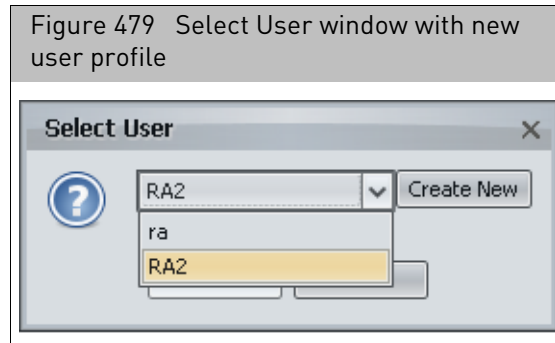 Figure 479 Select User window with new
user profile
Select User
RA2
Create New
ra
RA2